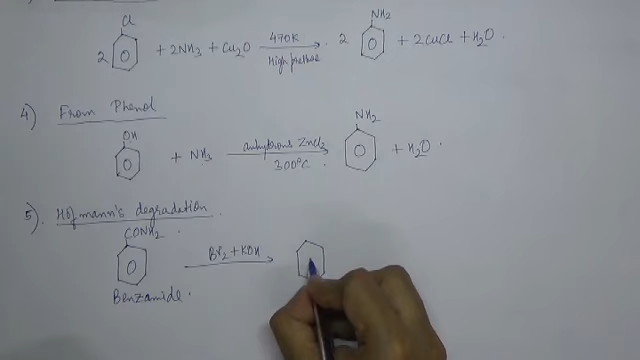 Cl
2 + 2NH3 + Cu2O 470K High pressure 2 NH2 + 2CuCl + H2O .
4) From Phenol
OH + NH3 anhydrous ZnCl2 300°C NH2 + H2O .
5). Hofmann's degradation .
CONH2 . Br2 + KOH
Benzamide .